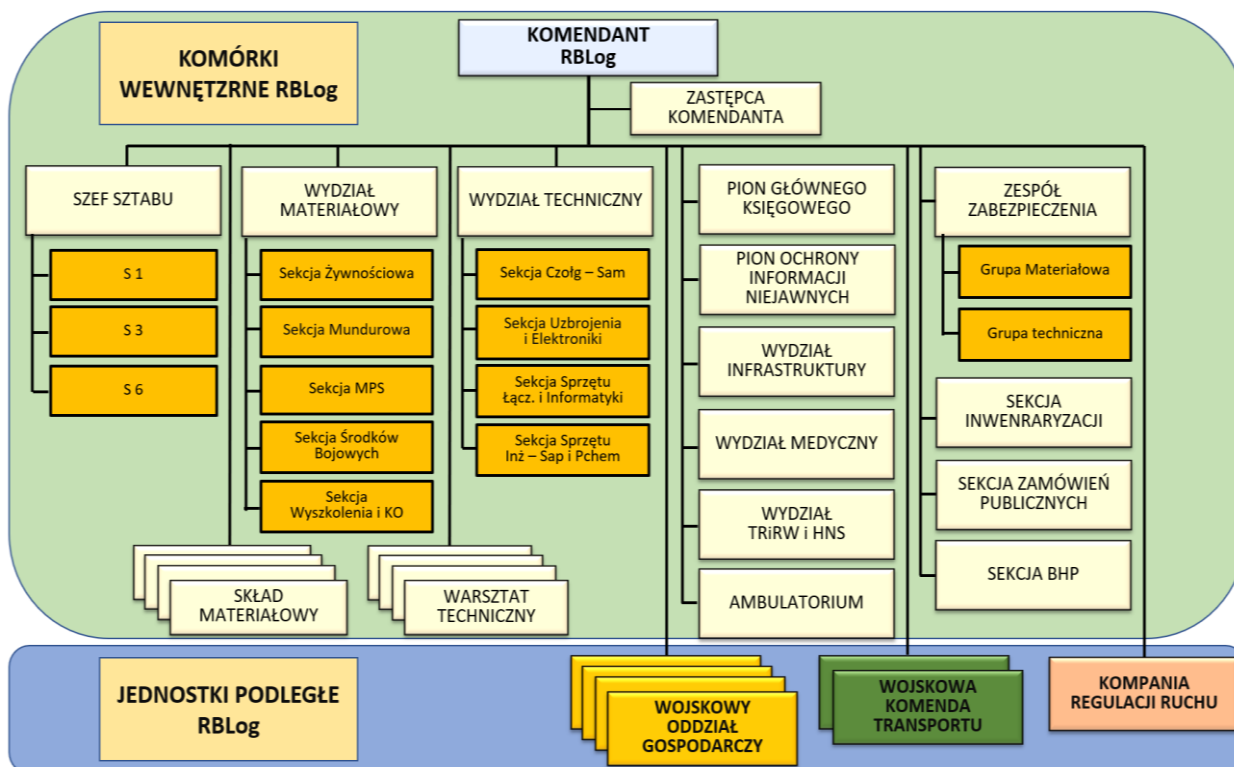 KOMÓRKI
WEWNĘTZRNE RBLog
KOMENDANT
RBLog
ZASTĘPCA
KOMENDANTA
SZEF SZTABU
S 1
S 3
S 6
WYDZIAŁ
MATERIAŁOWY
Sekcja Żywnościowa
Sekcja Mundurowa
Sekcja MPS
Sekcja Środków
Bojowych
Sekcja
Wyszkolenia i KO
WYDZIAŁ TECHNICZNY
Sekcja Czołg – Sam
Sekcja Uzbrojenia
i Elektroniki
Sekcja Sprzętu
Łącz. i Informatyki
Sekcja Sprzętu
Inż – Sap i Pchem
PION GŁÓWNEGO
KSIĘGOWEGO
PION OCHRONY
INFORMACJI
NIEJAWNYCH
WYDZIAŁ
INFRASTRUKTURY
WYDZIAŁ MEDYCZNY
WYDZIAŁ
TRiRW i HNS
AMBULATORIUM
ZESPÓŁ
ZABEZPIECZENIA
Grupa Materiałowa
Grupa techniczna
SEKCJA
INWENRARYZACJI
SEKCJA ZAMÓWIEŃ
PUBLICZNYCH
SEKCJA BHP
SKŁAD
MATERIAŁOWY
WARSZTAT
TECHNICZNY
JEDNOSTKI PODLEGŁE
RBLog
WOJSKOWY
ODDZIAŁ
GOSPODARCZY
WOJSKOWA
KOMENDA
TRANSPORTU
KOMPANIA
REGULACJI RUCHU